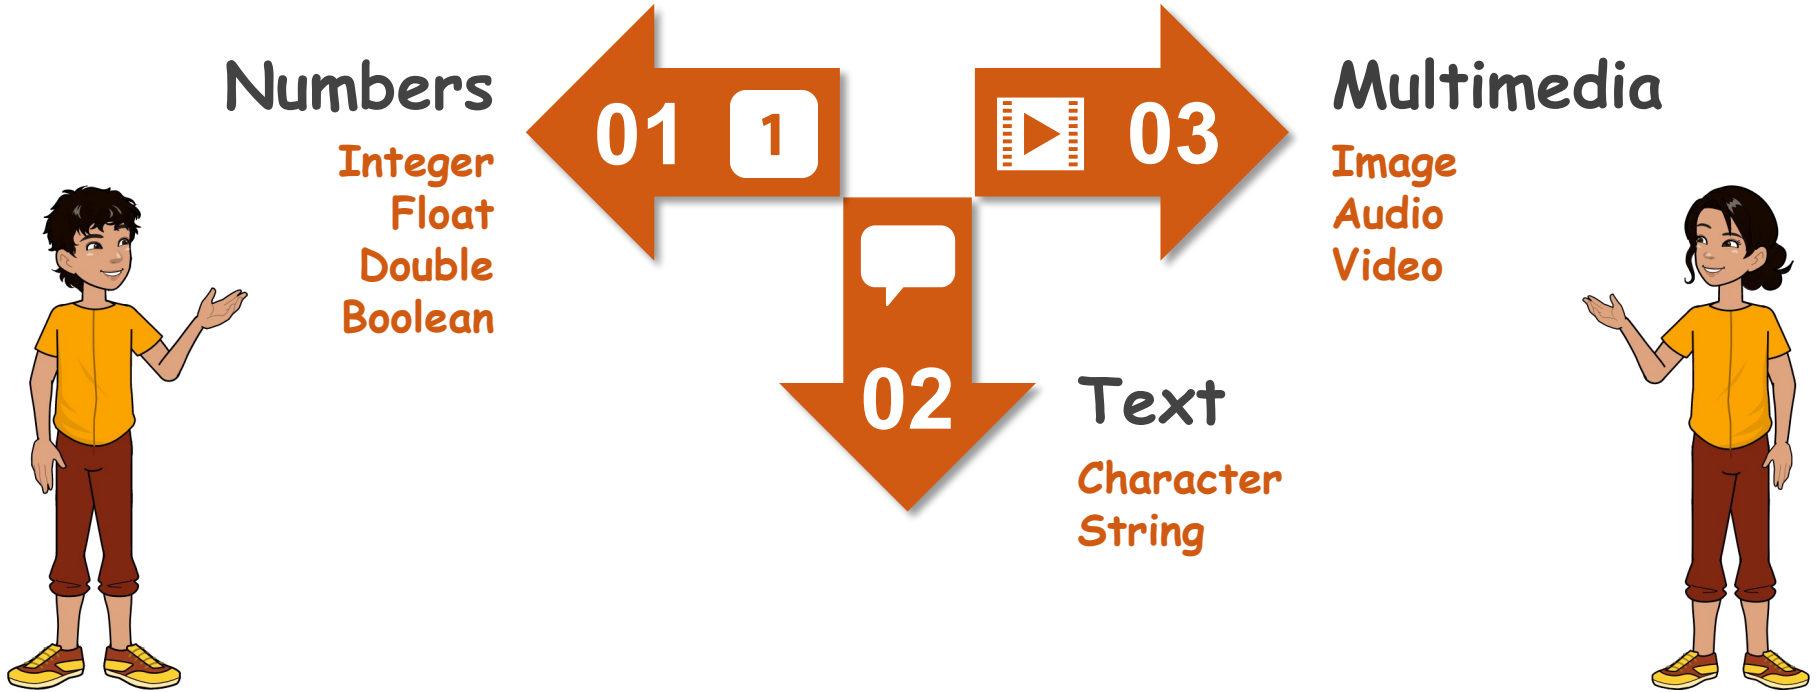 Numbers
Integer
Float
Double
Boolean
01
1
02
Text
Character
String
03
Multimedia
Image
Audio
Video